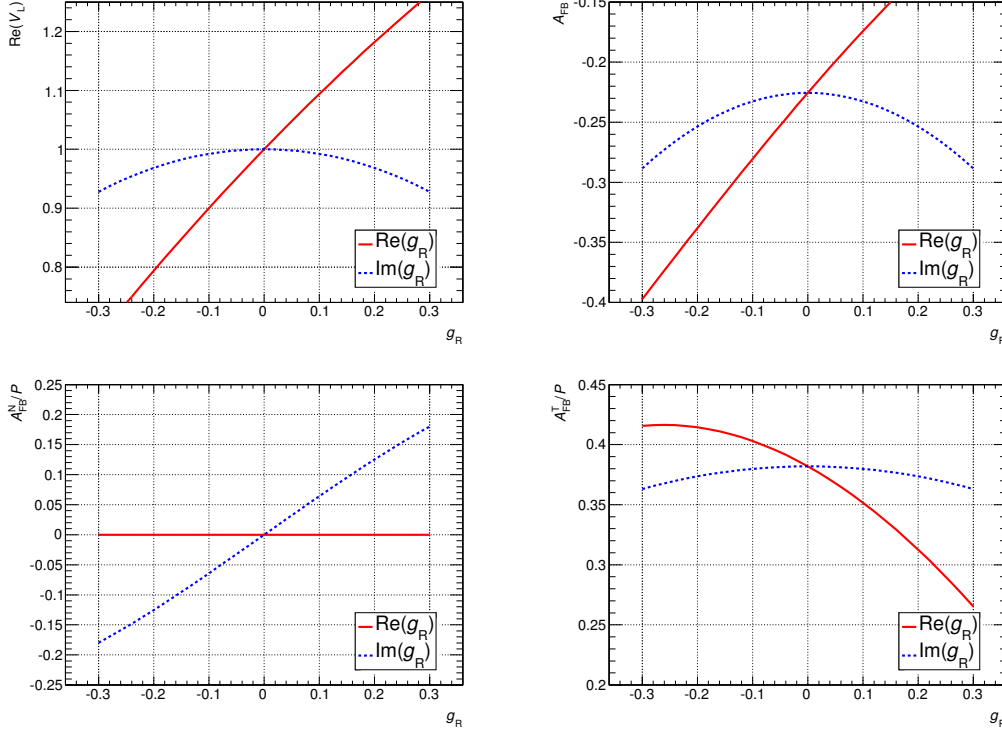 Re(V_L)
1.2
1.1
1
0.9
0.8
-0.3 -0.2 -0.1 0 0.1 0.2 0.3
g_R
Re(g_R)
Im(g_R)
A_FB
-0.15
-0.2
-0.25
-0.3
-0.35
-0.4
-0.3 -0.2 -0.1 0 0.1 0.2 0.3
g_R
Re(g_R)
Im(g_R)
A^N_FB/P
0.25
0.2
0.15
0.1
0.05
0
-0.05
-0.1
-0.15
-0.2
-0.25
-0.3 -0.2 -0.1 0 0.1 0.2 0.3
g_R
Re(g_R)
Im(g_R)
A^T_FB/P
0.45
0.4
0.35
0.3
0.25
0.2
-0.3 -0.2 -0.1 0 0.1 0.2 0.3
g_R
Re(g_R)
Im(g_R)